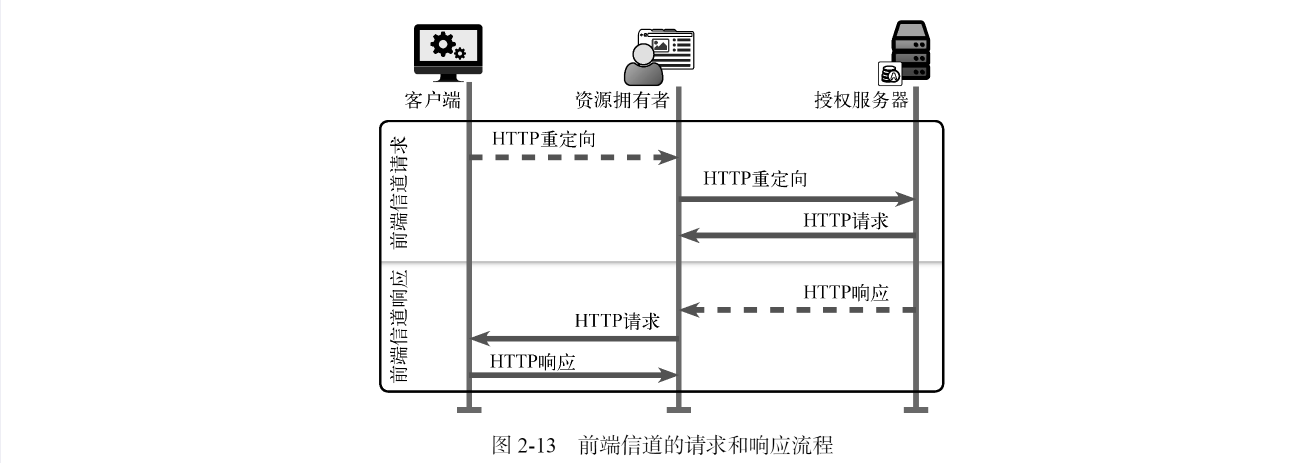 客户端
资源拥有者
授权服务器
前端信道请求
HTTP重定向
HTTP重定向
HTTP请求
前端信道响应
HTTP响应
HTTP请求
HTTP响应
图 2-13 前端信道的请求和响应流程